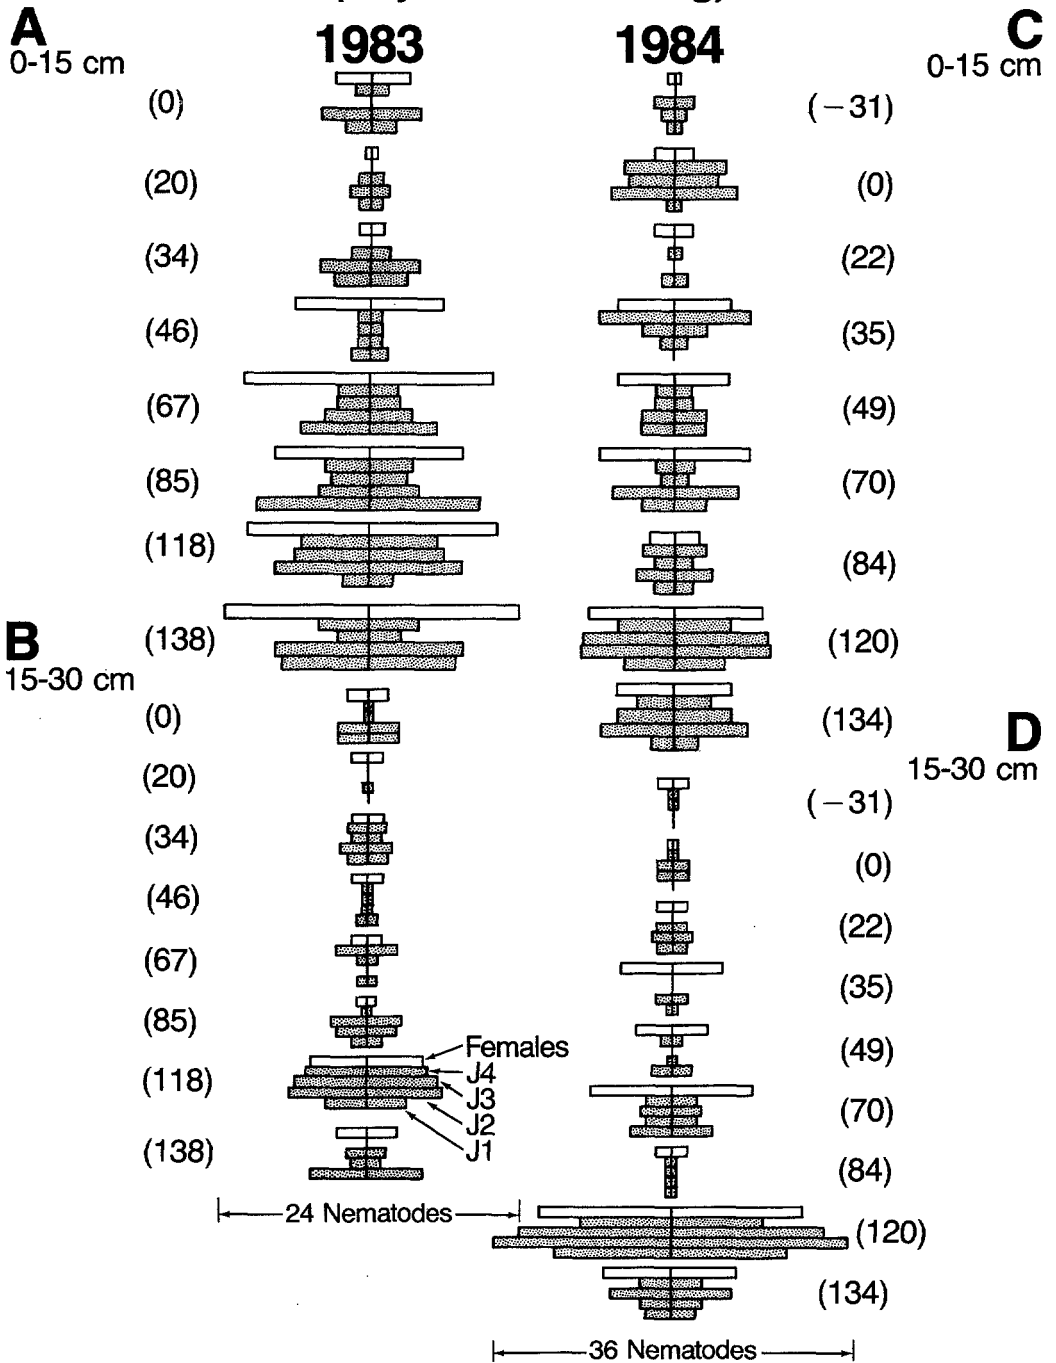 A
0-15 cm
1983
(0)
(20)
(34)
(46)
(67)
(85)
(118)
(138)
B
15-30 cm
(0)
(20)
(34)
(46)
(67)
(85)
(118)
(138)
Females
J4
J3
J2
J1
24 Nematodes
1984
C
0-15 cm
(−31)
(0)
(22)
(35)
(49)
(70)
(84)
(120)
(134)
D
15-30 cm
(−31)
(0)
(22)
(35)
(49)
(70)
(84)
(120)
(134)
36 Nematodes